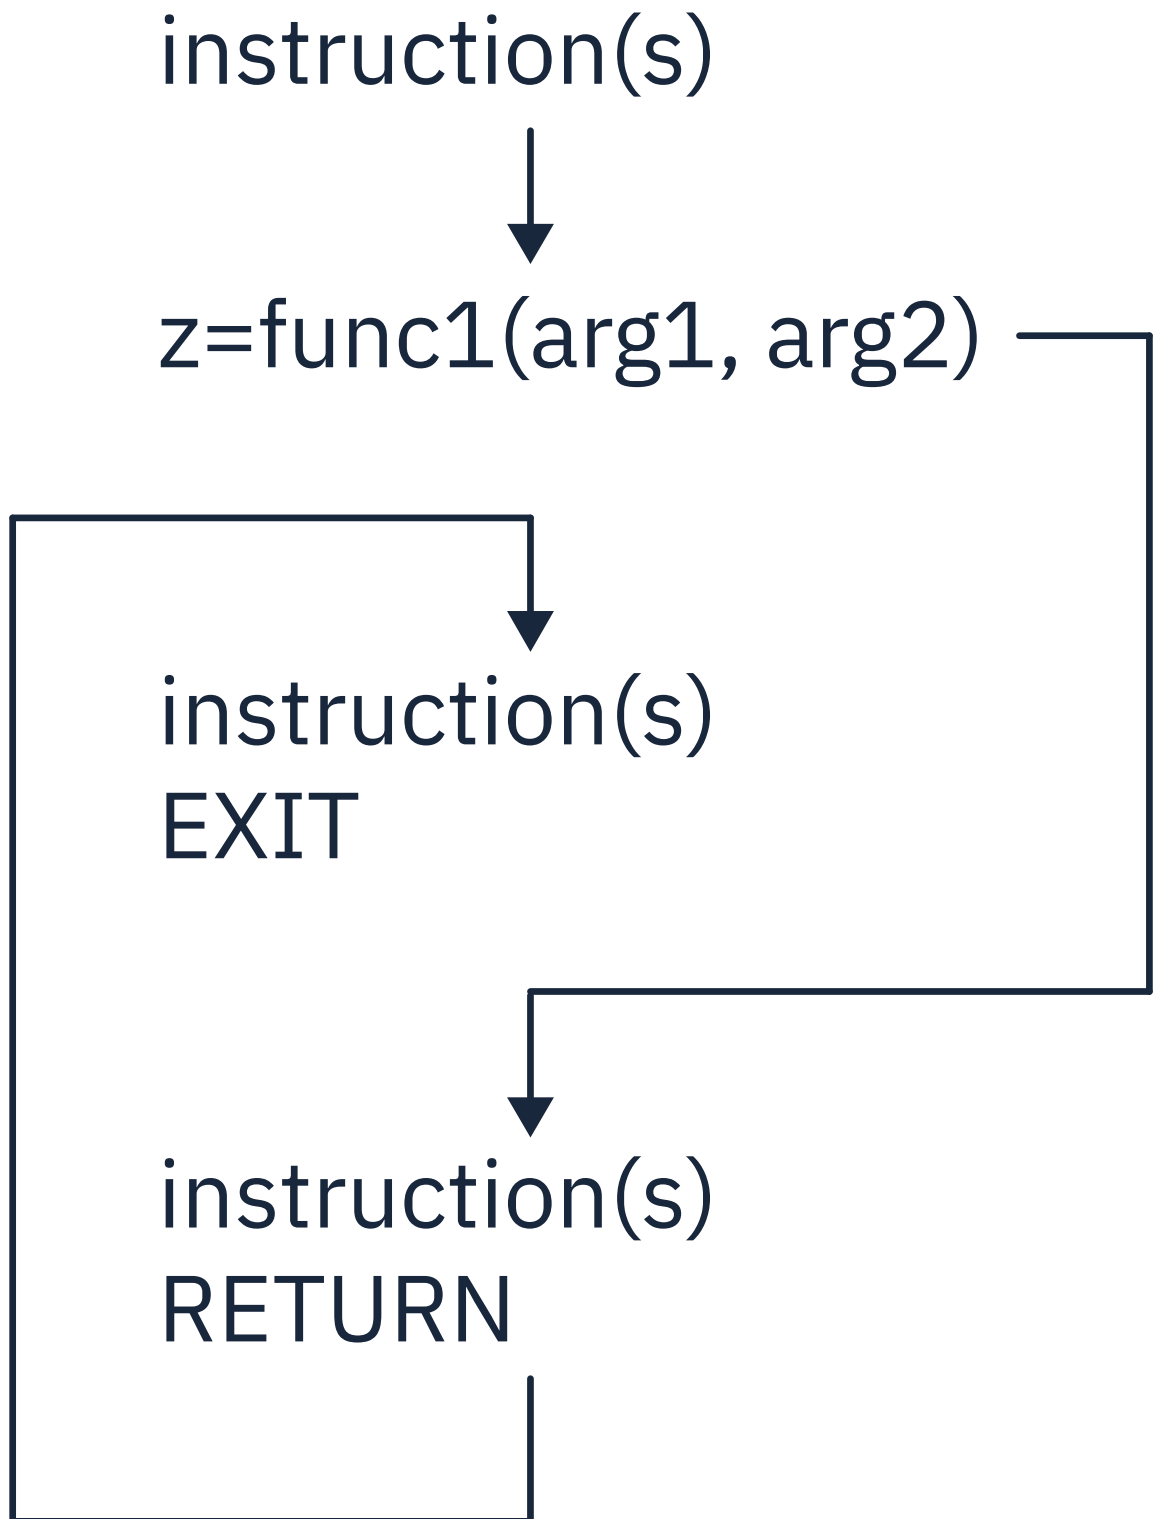 instruction(s)
z=func1(arg1, arg2)
instruction(s)
EXIT
instruction(s)
RETURN